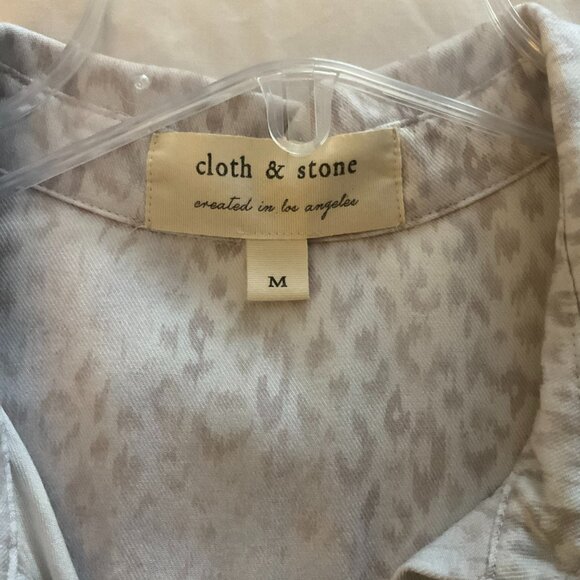 cloth & stone
created in los angeles
M